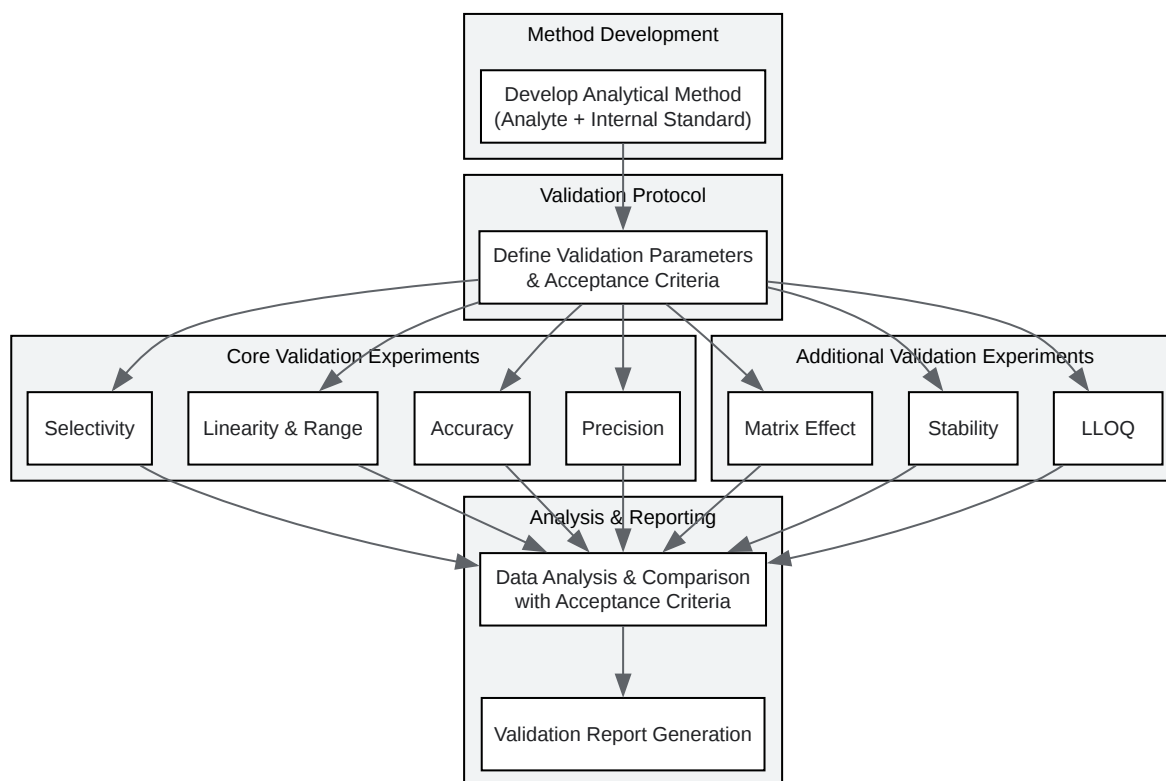 Method Development
Develop Analytical Method
(Analyte + Internal Standard)
Validation Protocol
Define Validation Parameters
& Acceptance Criteria
Core Validation Experiments
Additional Validation Experiments
Selectivity
Linearity & Range
Accuracy
Precision
Matrix Effect
Stability
LLOQ
Analysis & Reporting
Data Analysis & Comparison
with Acceptance Criteria
Validation Report Generation